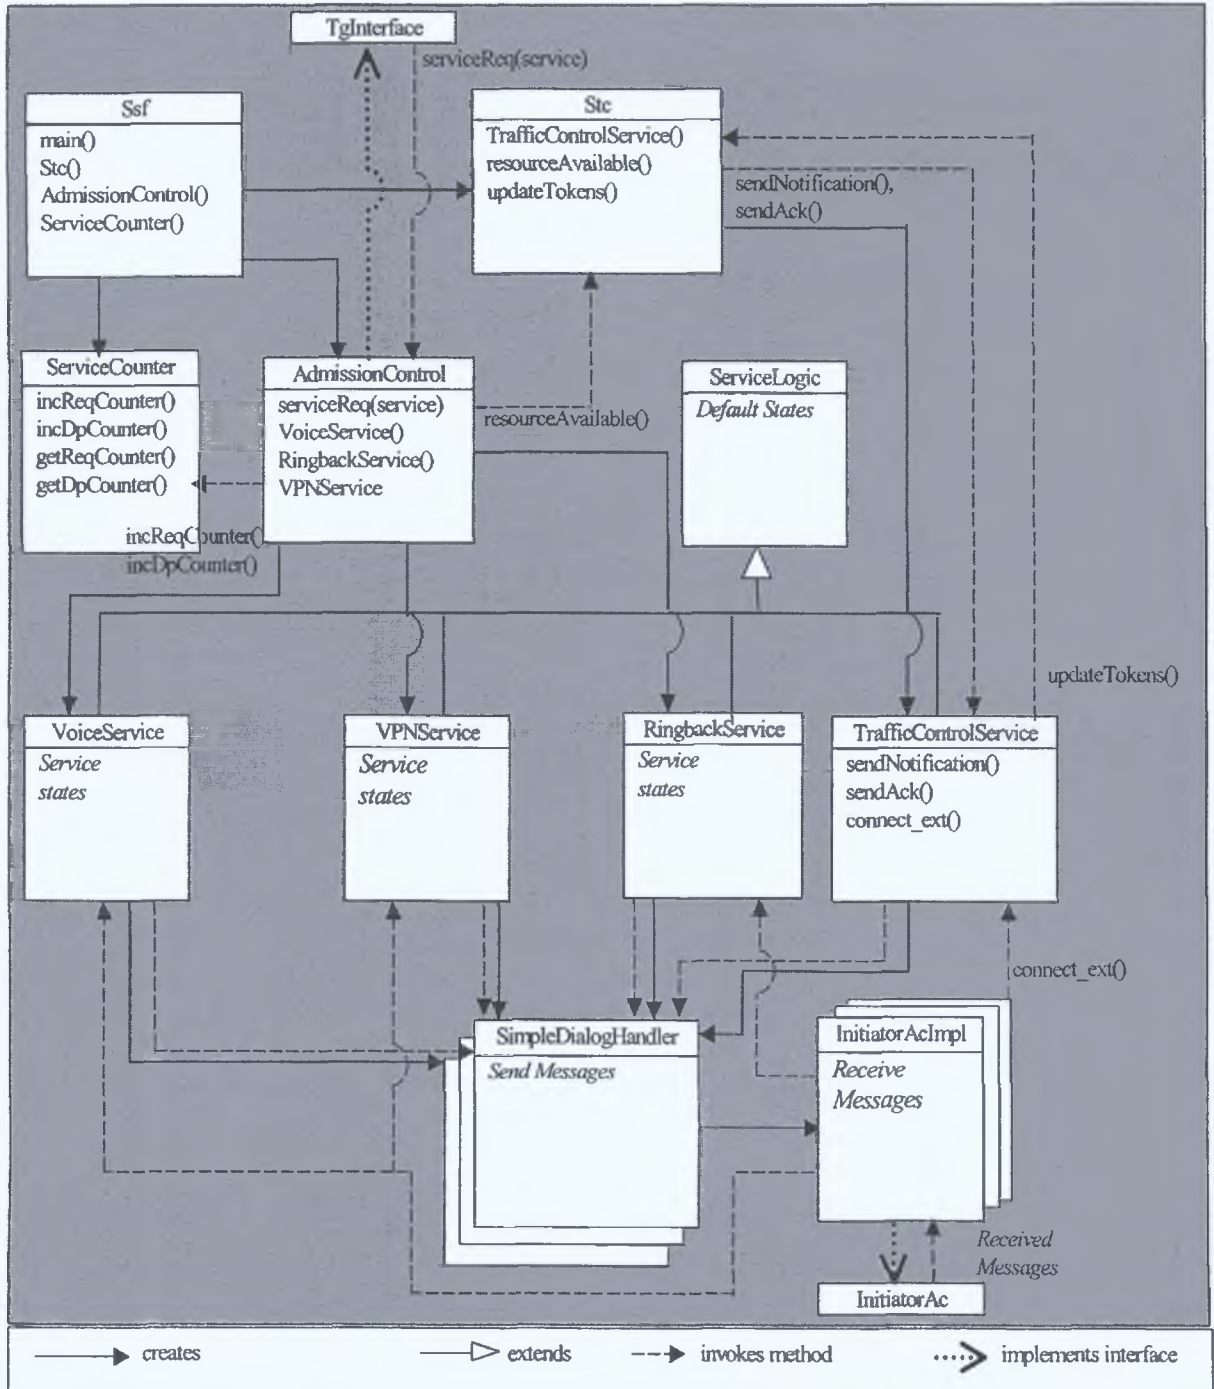 TgInterface
serviceReq(service)
Ssf
main()
Stc()
AdmissionControl()
ServiceCounter()
Stc
TrafficControlService()
resourceAvailable()
updateTokens()
sendNotification(),
sendAck()
ServiceCounter
incReqCounter()
incDpCounter()
getReqCounter()
getDpCounter()
AdmissionControl
serviceReq(service)
VoiceService()
RingbackService()
VPNService
resourceAvailable()
ServiceLogic
Default States
incReqCounter()
incDpCounter()
updateTokens()
VoiceService
Service
states
VPNService
Service
states
RingbackService
Service
states
TrafficControlService
sendNotification()
sendAck()
connect_ext()
connect_ext()
SimpleDialogHandler
Send Messages
InitiatorAcImpl
Receive
Messages
Received
Messages
InitiatorAc
creates
extends
invokes method
implements interface